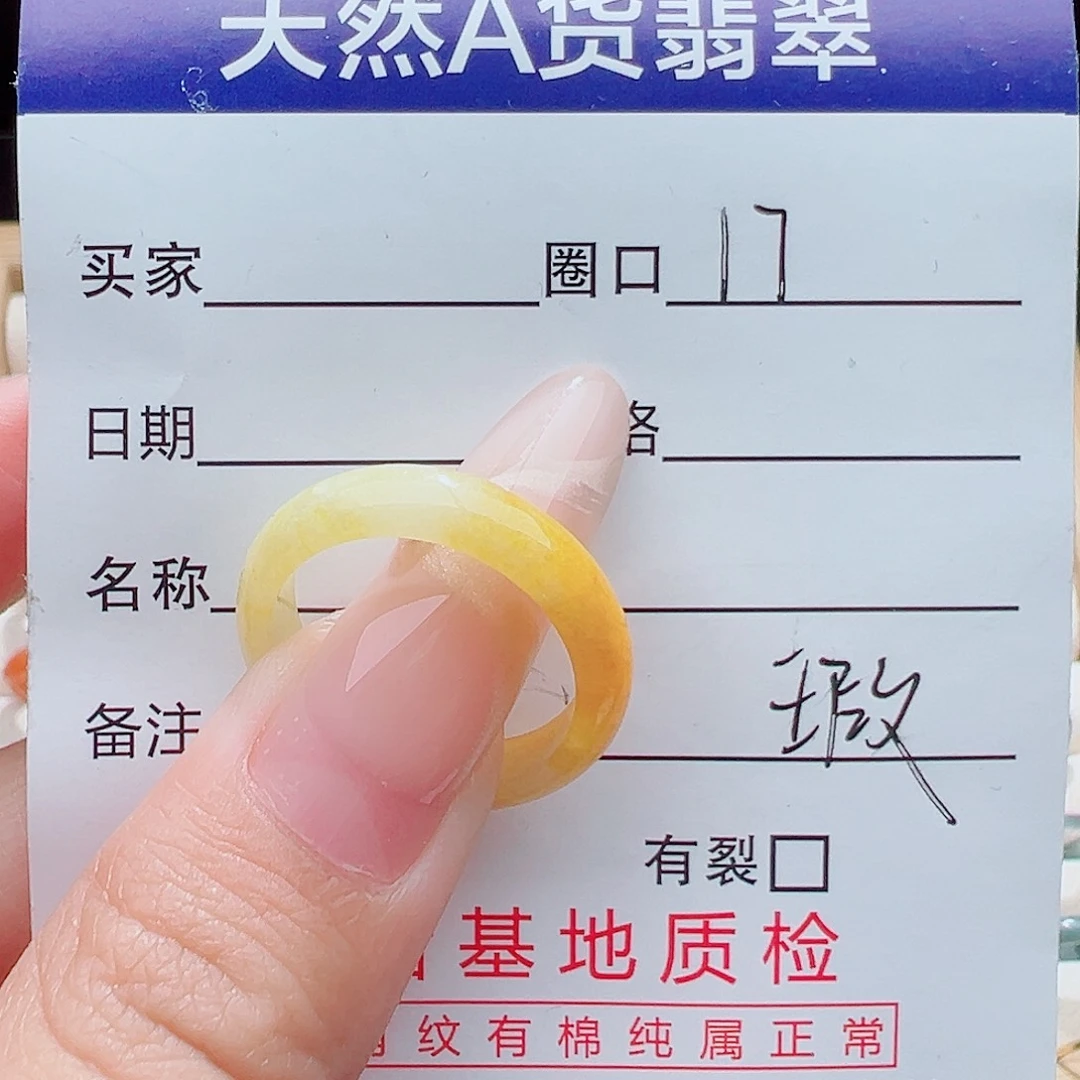 天然A货翡翠
买家 圈口 17
日期 格
名称
备注 瑕
有裂□
基地质检
纹有棉纯属正常